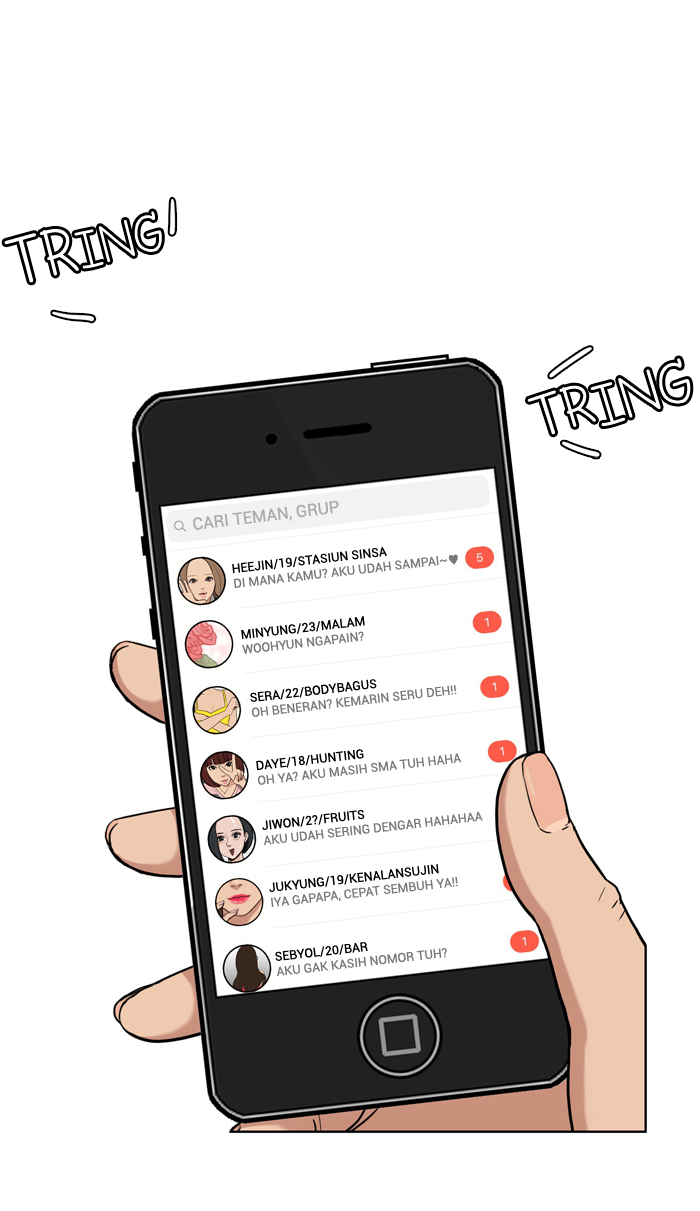 TRING
TRING
CARI TEMAN, GRUP
HEEJIN/19/STASIUN SINSA
DI MANA KAMU? AKU UDAH SAMPAI~♥
5
MINYUNG/23/MALAM
WOOHYUN NGAPAIN?
1
SERA/22/BODYBAGUS
OH BENERAN? KEMARIN SERU DEH!!
1
DAYE/18/HUNTING
OH YA? AKU MASIH SMA TUH HAHA
1
JIWON/2?/FRUITS
AKU UDAH SERING DENGAR HAHAHAA
JUKYUNG/19/KENALANSUJIN
IYA GAPAPA, CEPAT SEMBUH YA!!
SEBYOL/20/BAR
AKU GAK KASIH NOMOR TUH?
1